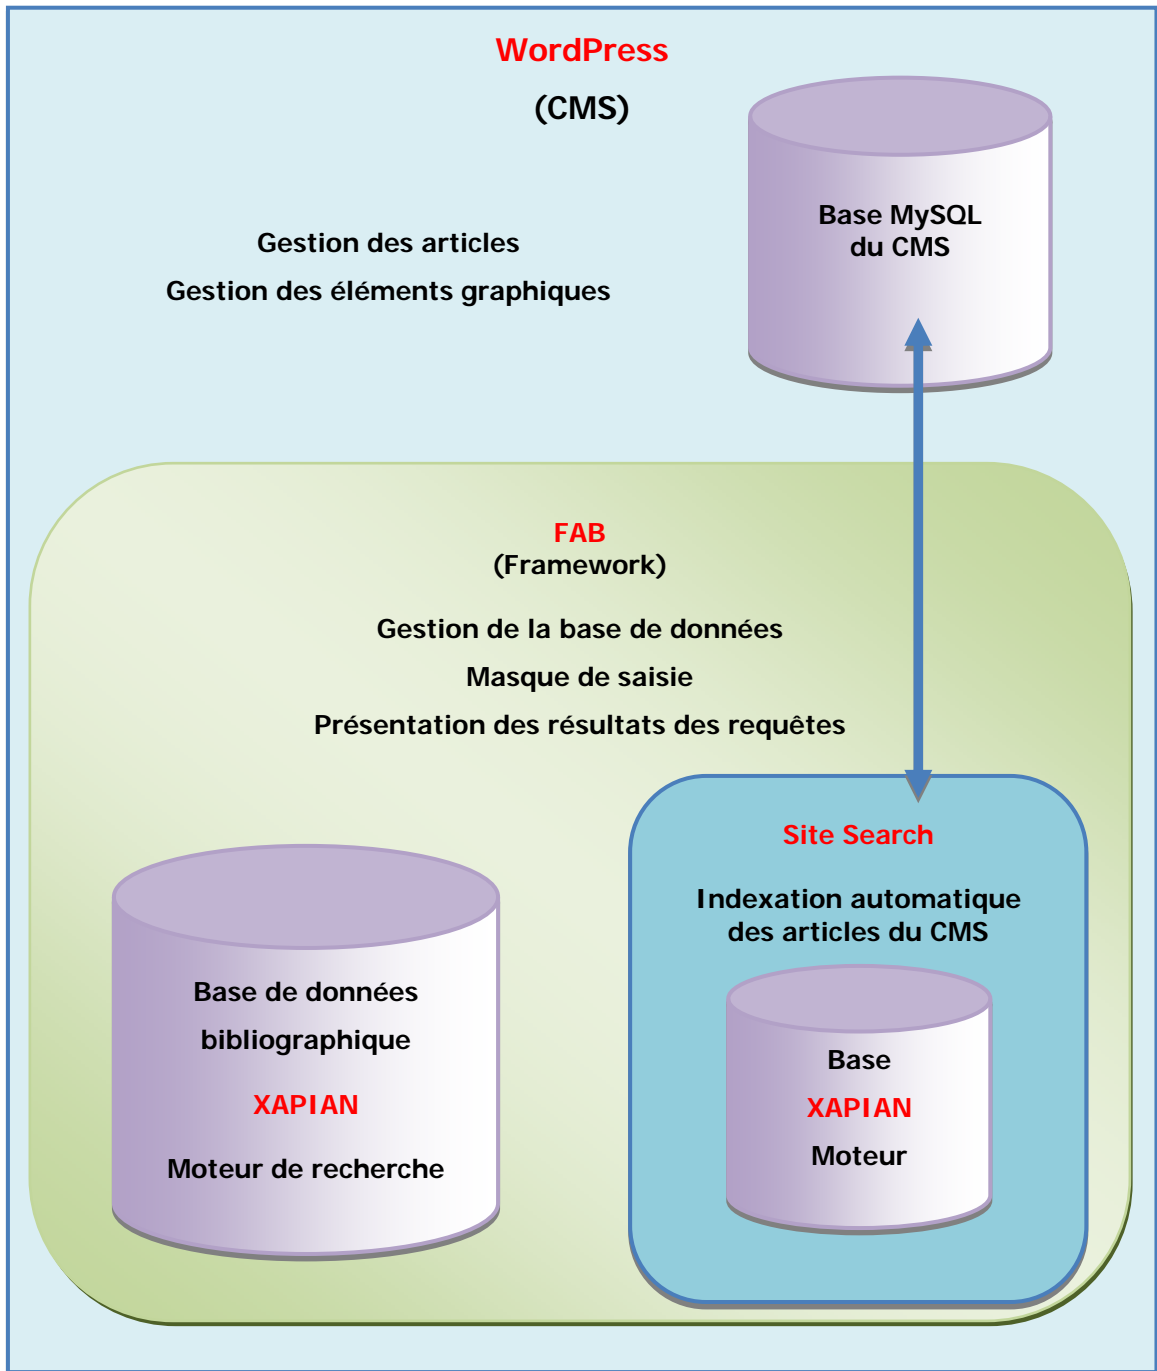 WordPress
(CMS)
Base MySQL
du CMS
Gestion des articles
Gestion des éléments graphiques
FAB
(Framework)
Gestion de la base de données
Masque de saisie
Présentation des résultats des requêtes
Site Search
Indexation automatique
des articles du CMS
Base de données
bibliographique
XAPIAN
Moteur de recherche
Base
XAPIAN
Moteur